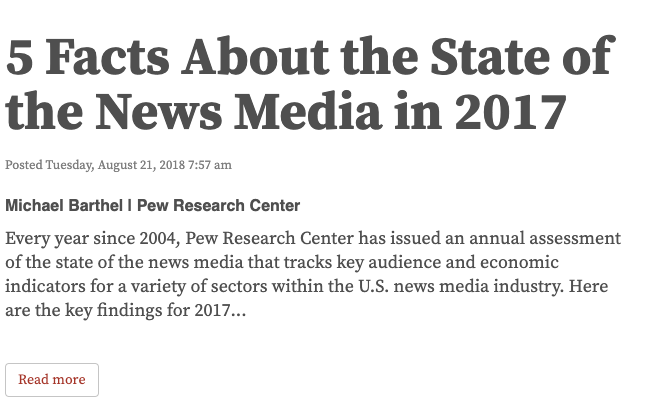 5 Facts About the State of
the News Media in 2017
Posted Tuesday, August 21, 2018 7:57 am
Michael Barthel | Pew Research Center
Every year since 2004, Pew Research Center has issued an annual assessment
of the state of the news media that tracks key audience and economic
indicators for a variety of sectors within the U.S. news media industry. Here
are the key findings for 2017…
Read more